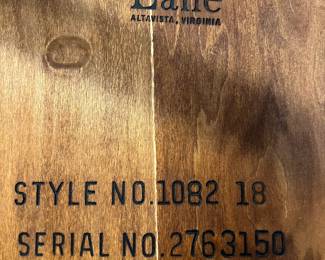 Lane
ALTAVISTA, VIRGINIA
STYLE NO.1082 18
SERIAL NO.2763150